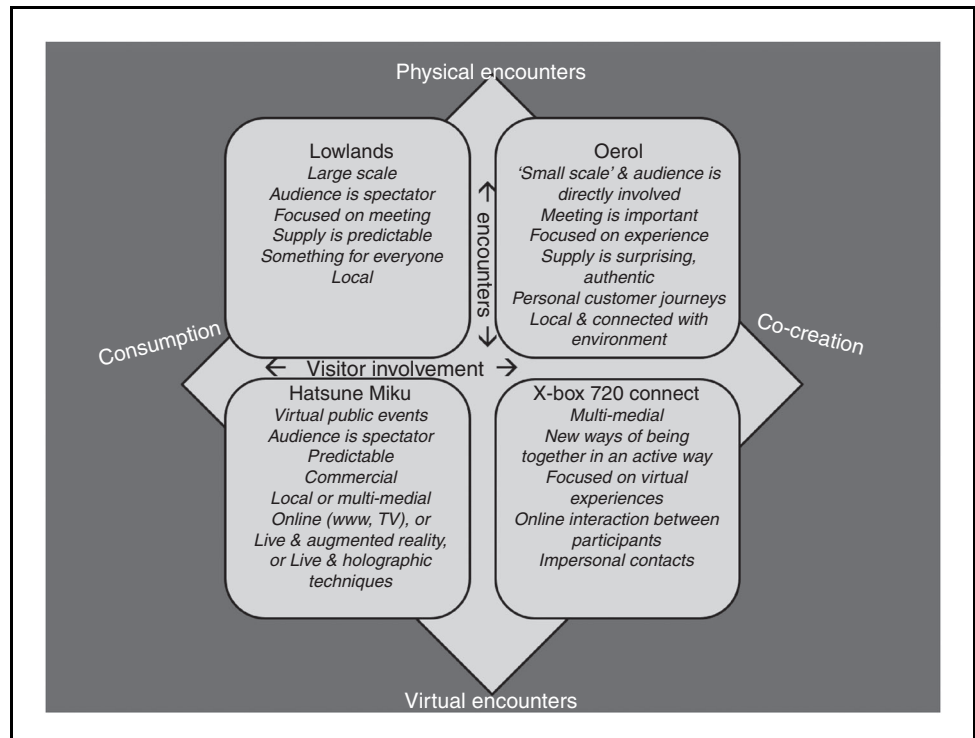 Physical encounters
Lowlands
Large scale
Audience is spectator
Focused on meeting
Supply is predictable
Something for everyone
Local
encounters
Oerol
‘Small scale’ & audience is
directly involved
Meeting is important
Focused on experience
Supply is surprising,
authentic
Personal customer journeys
Local & connected with
environment
Consumption
Co-creation
← Visitor involvement →
Hatsune Miku
Virtual public events
Audience is spectator
Predictable
Commercial
Local or multi-medial
Online (www, TV), or
Live & augmented reality,
or Live & holographic
techniques
X-box 720 connect
Multi-medial
New ways of being
together in an active way
Focused on virtual
experiences
Online interaction between
participants
Impersonal contacts
Virtual encounters